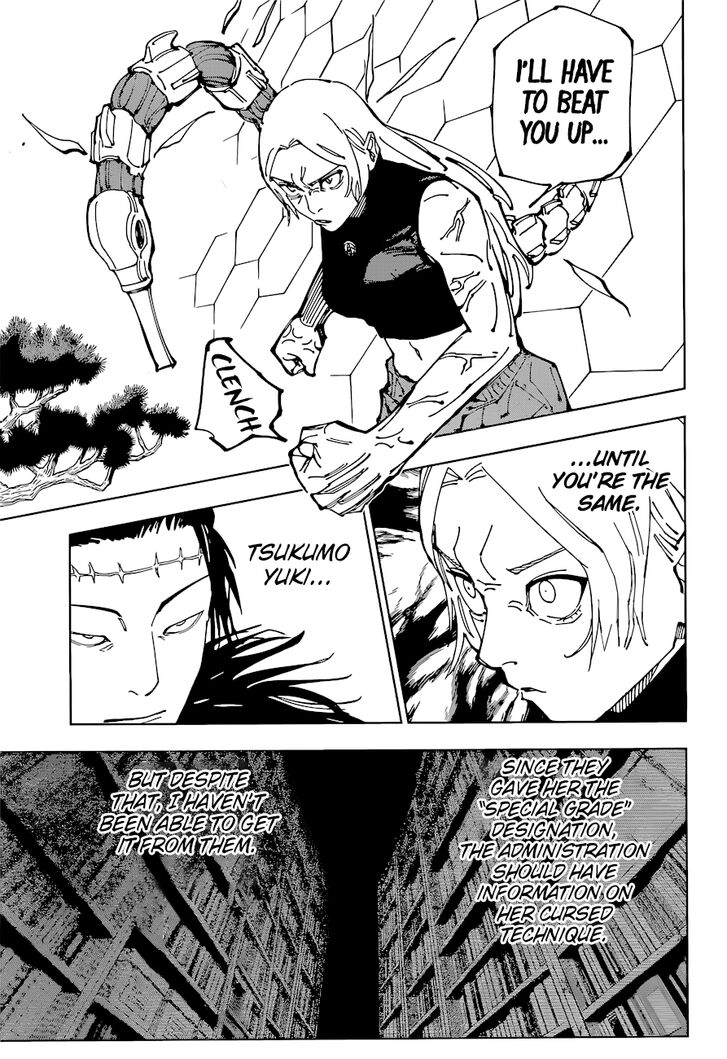 I'LL HAVE
TO BEAT
YOU UP...
CLENCH
...UNTIL
YOU'RE THE
SAME.
TSUKUMO
YUKI...
SINCE THEY
GAVE HER THE
"SPECIAL GRADE"
DESIGNATION,
THE ADMINISTRATION
SHOULD HAVE
INFORMATION ON
HER CURSED
TECHNIQUE.
BUT DESPITE
THAT, I HAVEN'T
BEEN ABLE TO GET
IT FROM THEM.